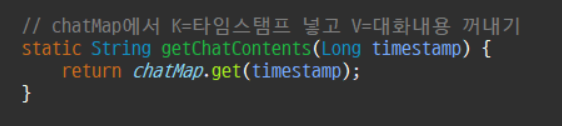 // chatMap에서 K=타임스탬프 넣고 V=대화내용 꺼내기
static String getChatContents(Long timestamp) {
    return chatMap.get(timestamp);
}